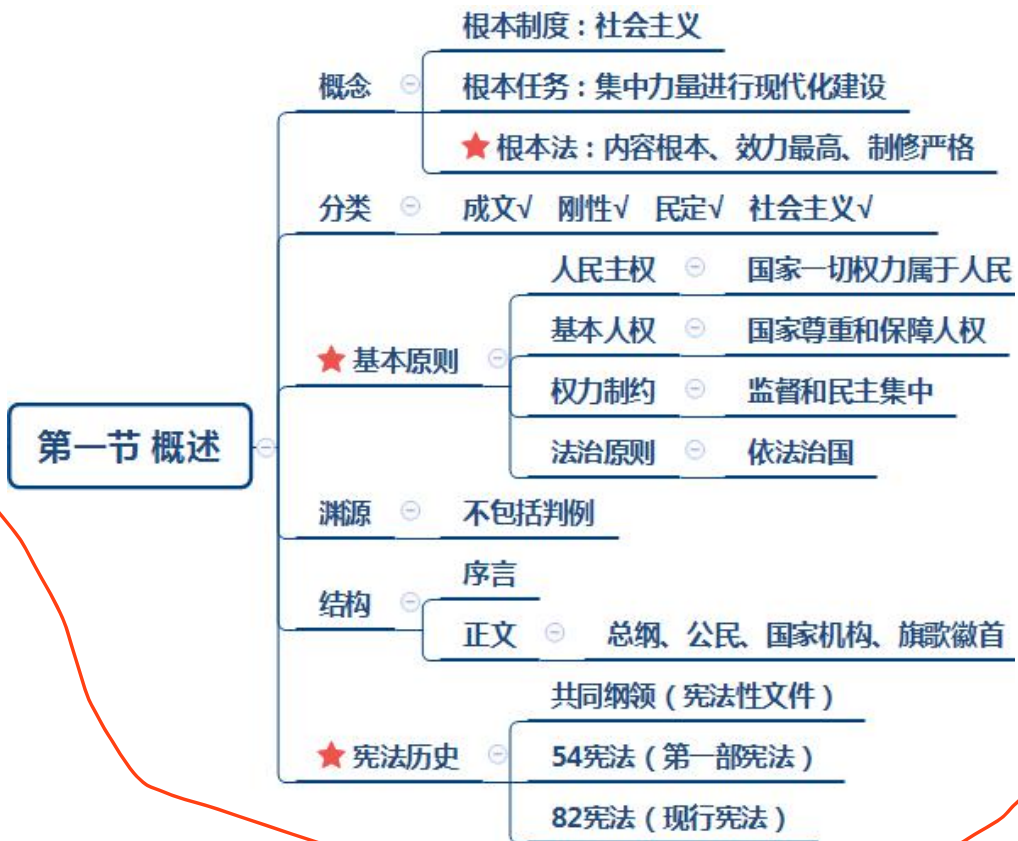 根本制度：社会主义
概念
根本任务：集中力量进行现代化建设
根本法：内容根本、效力最高、制修严格
分类
成文√ 刚性√ 民定√ 社会主义√
人民主权
国家一切权力属于人民
基本人权
国家尊重和保障人权
基本原则
权力制约
监督和民主集中
第一节 概述
法治原则
依法治国
渊源
不包括判例
序言
结构
正文
总纲、公民、国家机构、旗歌徽首
共同纲领（宪法性文件）
宪法历史
54宪法（第一部宪法）
82宪法（现行宪法）